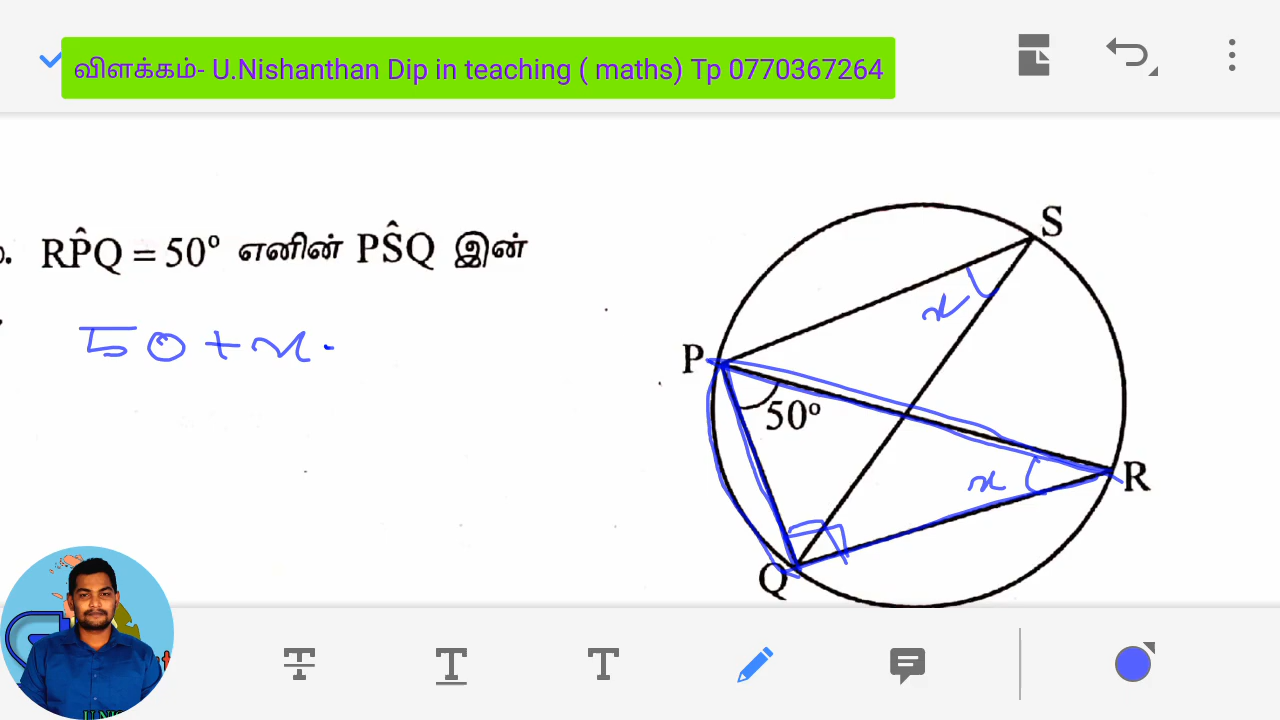 விளக்கம்- U.Nishanthan Dip in teaching ( maths) Tp 0770367264
RP̂Q = 50° எனின் PŜQ இன்
50 + x
S
x
P
50°
x
R
Q
T
T
T